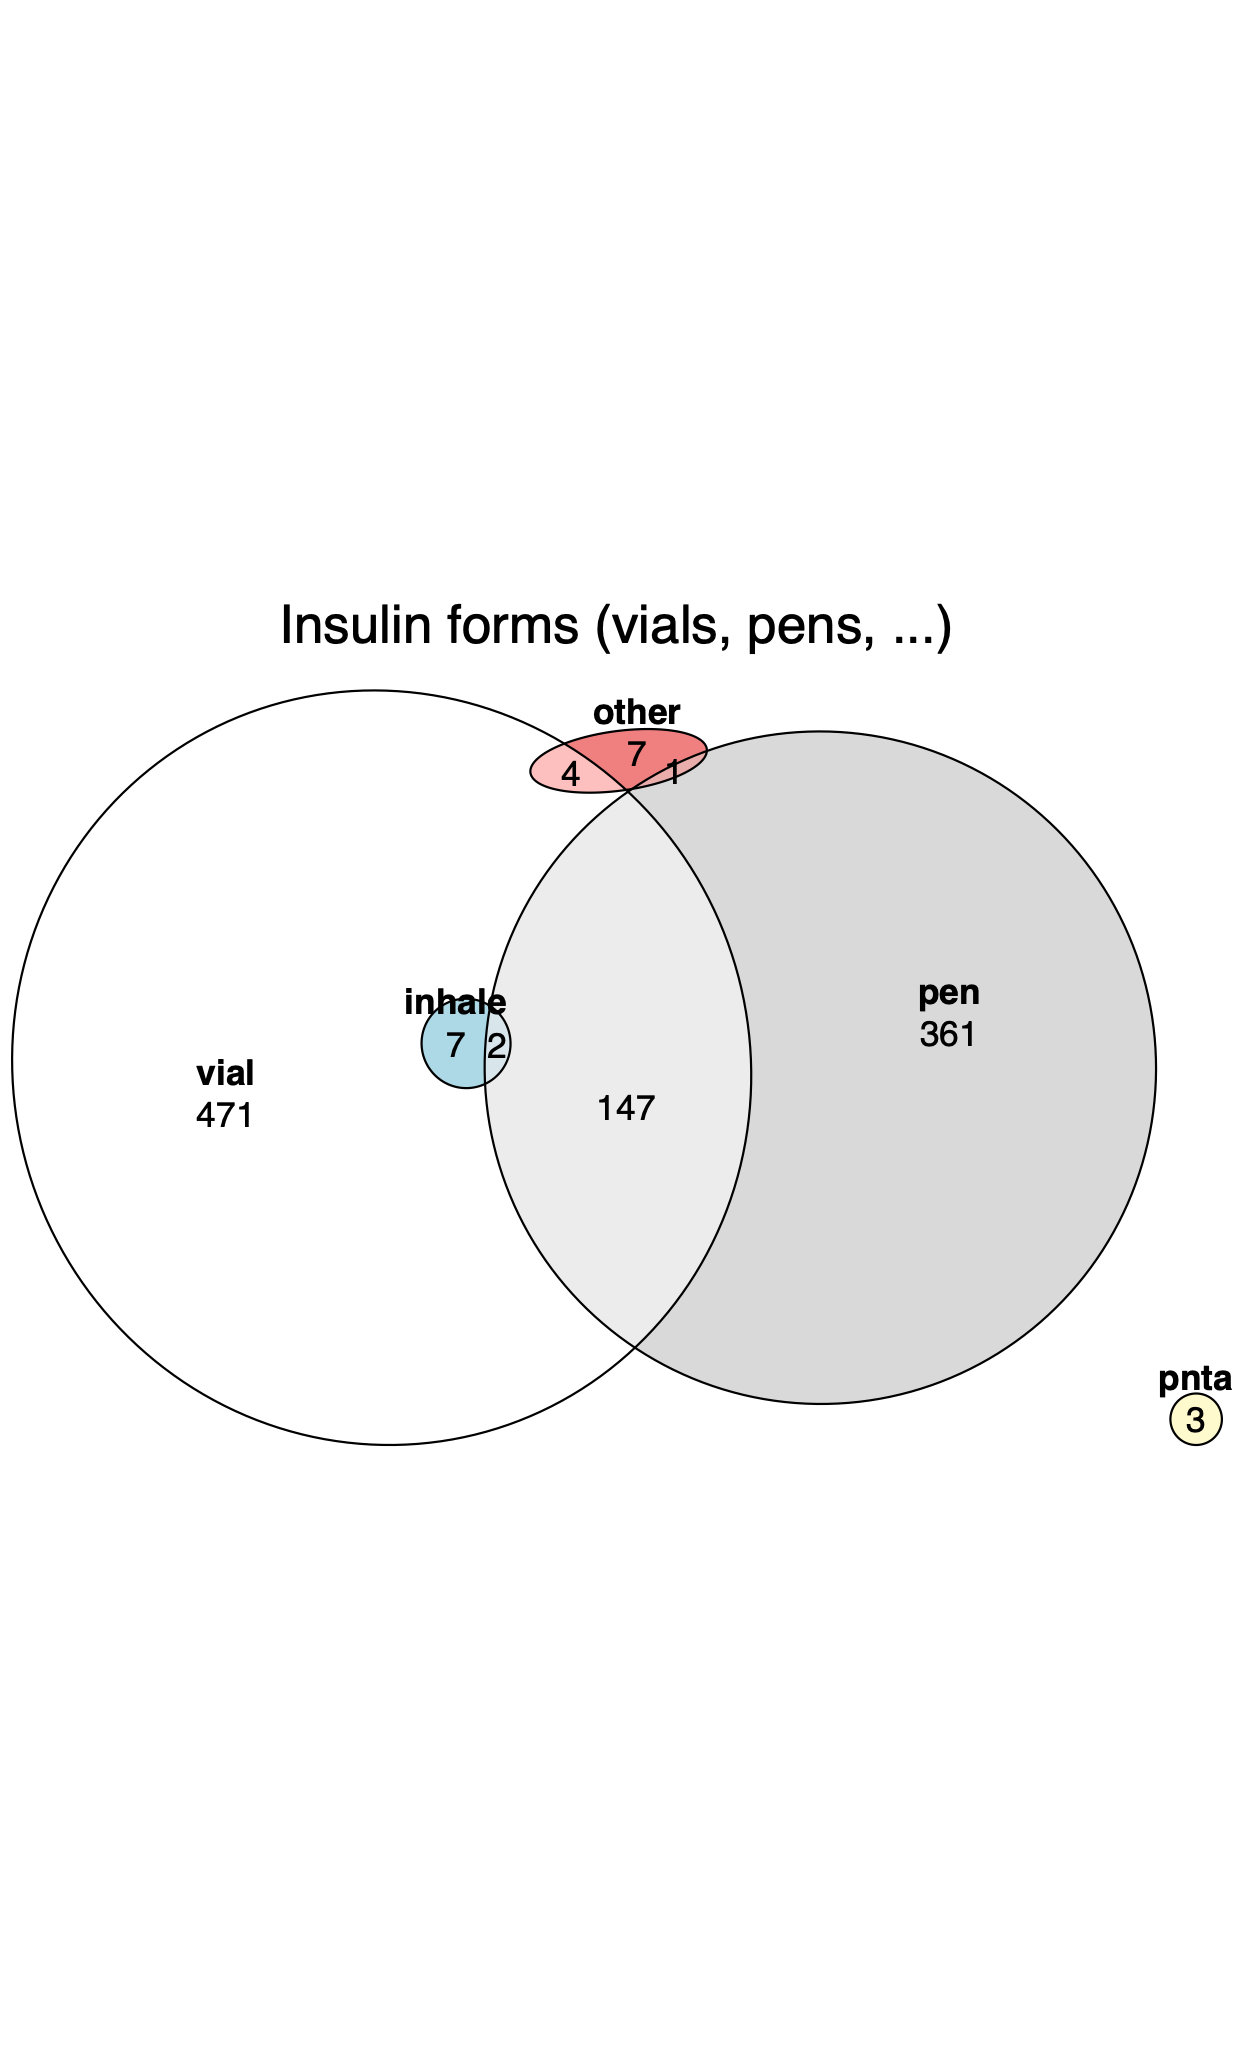 Insulin forms (vials, pens, ...)
other
7
4
1
inhale
7
2
pen
361
vial
471
147
pnta
3